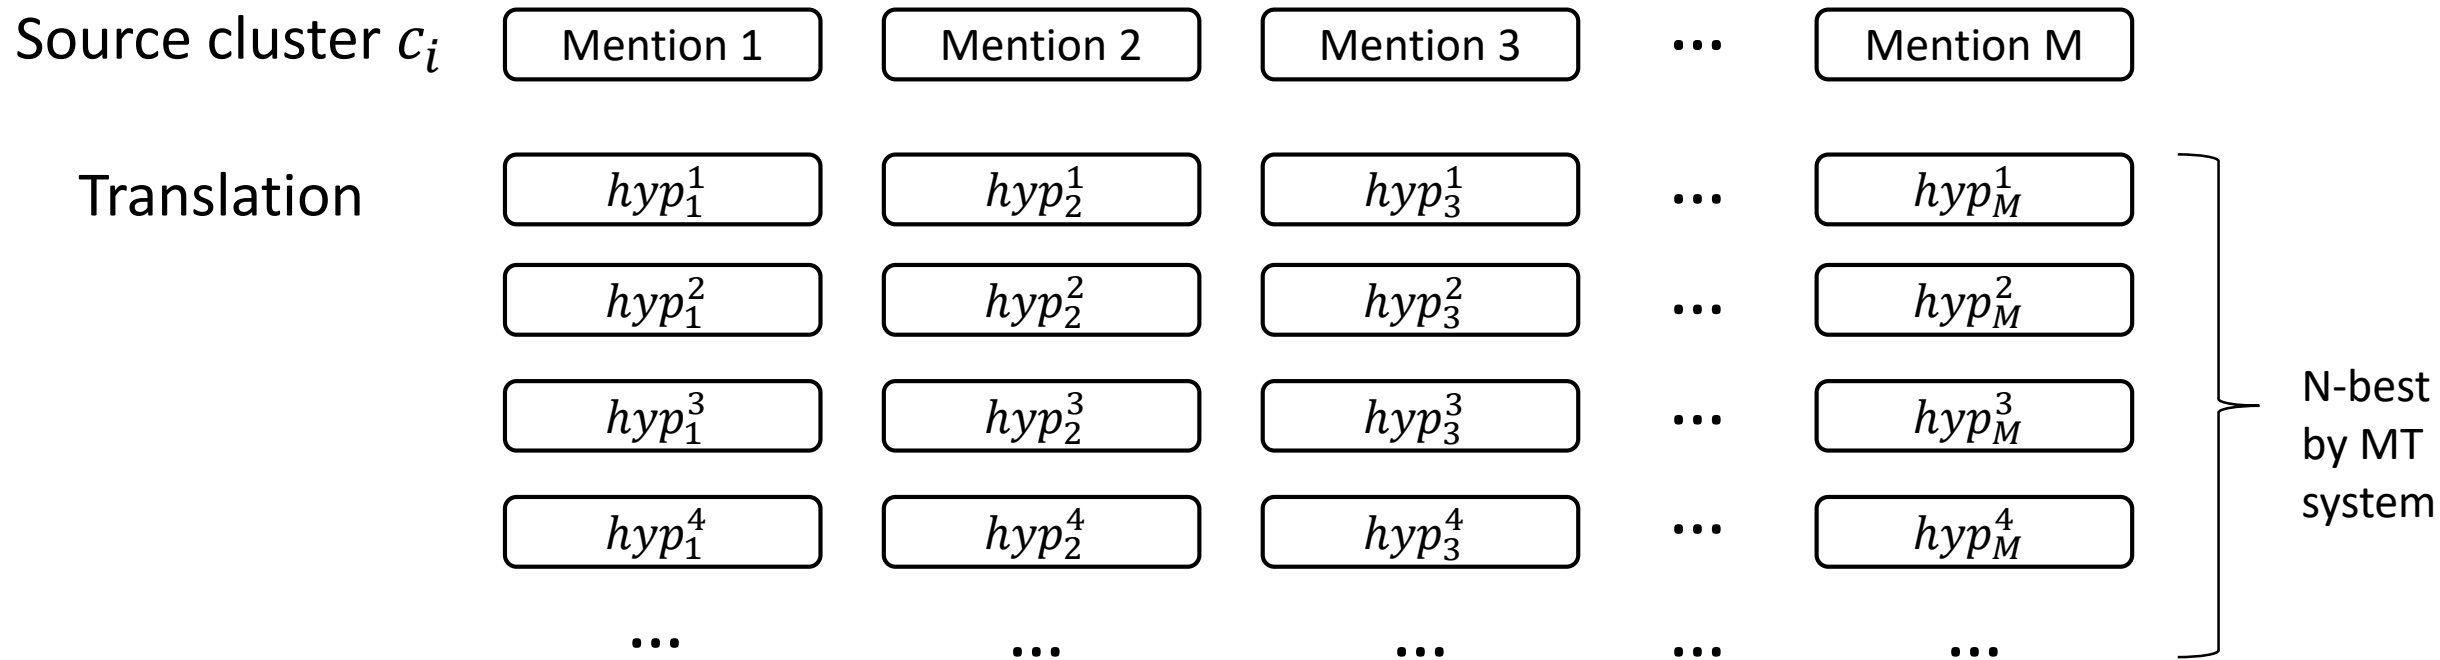 Source cluster $c_i$ Mention 1 Mention 2 Mention 3 ... Mention M
Translation $hyp_1^1$ $hyp_2^1$ $hyp_3^1$ ... $hyp_M^1$
$hyp_1^2$ $hyp_2^2$ $hyp_3^2$ ... $hyp_M^2$
$hyp_1^3$ $hyp_2^3$ $hyp_3^3$ ... $hyp_M^3$
$hyp_1^4$ $hyp_2^4$ $hyp_3^4$ ... $hyp_M^4$
... ... ... ... ...
N-best
by MT
system